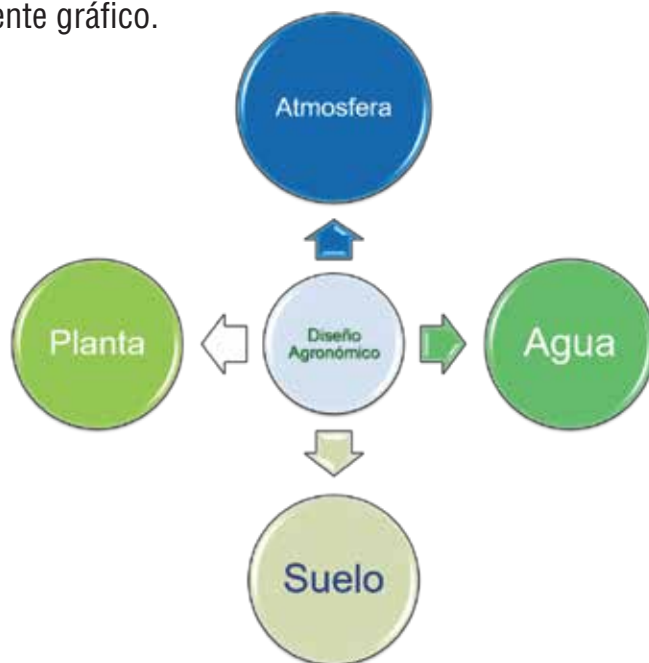 ente gráfico.
Atmosfera
Planta
Diseño
Agronómico
Agua
Suelo